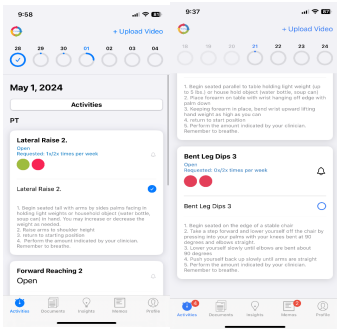 9:58
+ Upload Video
28
29
30
01
02
03
04
May 1, 2024
Activities
PT
Lateral Raise 2.
Open
Requested: 1x/2x times per week
Lateral Raise 2.
1. Begin seated tall with arms by sides palms facing in
holding light weights or household object (water bottle,
soup can) in hand. You may increase or decrease the
weight as needed.
2. Raise arms to shoulder height
3. return to starting position
4. Perform the amount indicated by your clinician.
Remember to breathe.
Forward Reaching 2
Open
Activities
Documents
Insights
Memos
Profile
9:37
+ Upload Video
18
19
20
21
22
23
24
1. Begin seated parallel to table holding light weight (up
to 5 lbs.) or house hold object (water bottle, soup can)
2. Place forearm on table with wrist hanging off edge with
palm down
3. Keeping forearm in place, bend wrist upward lifting
hand weight as high as you can
4. return to start position
5. Perform the amount indicated by your clinician.
Remember to breathe.
Bent Leg Dips 3
Open
Requested: 0x/2x times per week
Bent Leg Dips 3
1. Begin seated on the edge of a stable chair
2. Take a step forward and lower yourself off the chair by
pressing into your palms with your knees bent at 90
degrees and elbows straight.
3. Lower yourself slowly until elbows are bent about
90 degrees.
4. Push yourself back up slowly until arms are straight
5. Perform the amount indicated by your clinician.
Remember to breathe.
Activities
Documents
Insights
Memos
Profile